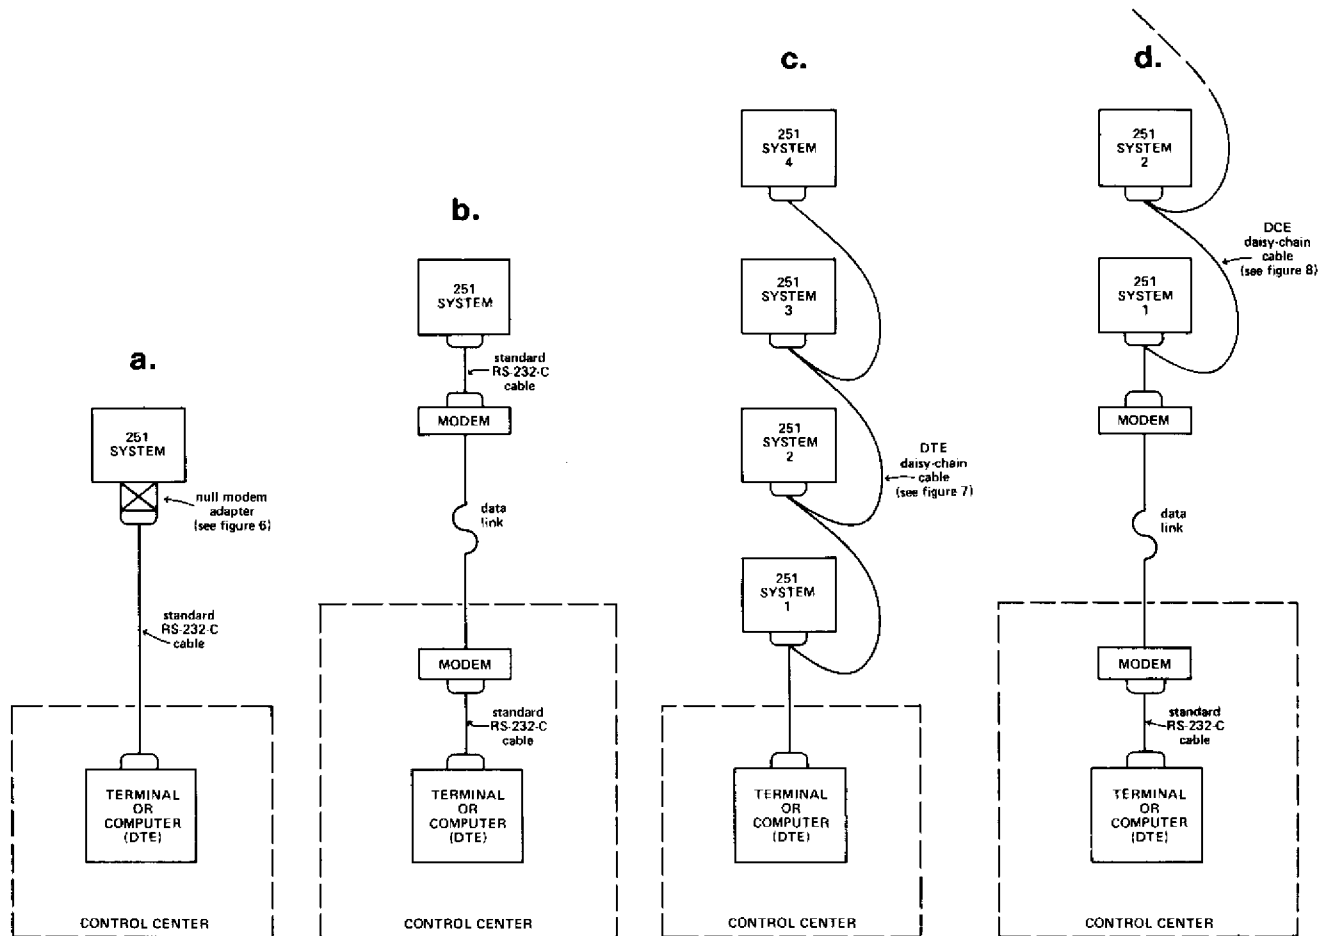 a.
251
SYSTEM
null modem
adapter
(see figure 6)
standard
RS-232-C
cable
TERMINAL
OR
COMPUTER
(DTE)
CONTROL CENTER
b.
251
SYSTEM
standard
RS-232-C
cable
MODEM
data
link
MODEM
standard
RS-232-C
cable
TERMINAL
OR
COMPUTER
(DTE)
CONTROL CENTER
c.
251
SYSTEM
4
251
SYSTEM
3
251
SYSTEM
2
DTE
daisy-chain
cable
(see figure 7)
251
SYSTEM
1
TERMINAL
OR
COMPUTER
(DTE)
CONTROL CENTER
d.
251
SYSTEM
2
DCE
daisy-chain
cable
(see figure 8)
251
SYSTEM
1
MODEM
data
link
MODEM
standard
RS-232-C
cable
TERMINAL
OR
COMPUTER
(DTE)
CONTROL CENTER